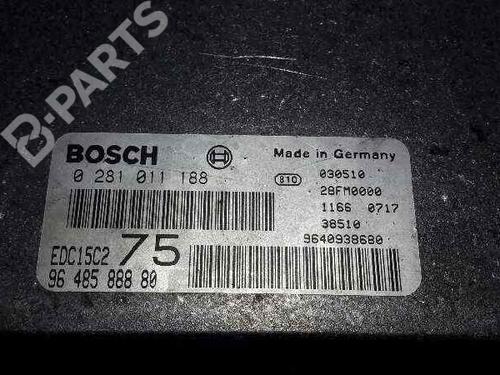 B-PARTS
BOSCH
Made in Germany
0 281 011 188
810
030510
28FM0000
1166 0717
38510
9640938680
EDC15C2
75
96 485 888 80